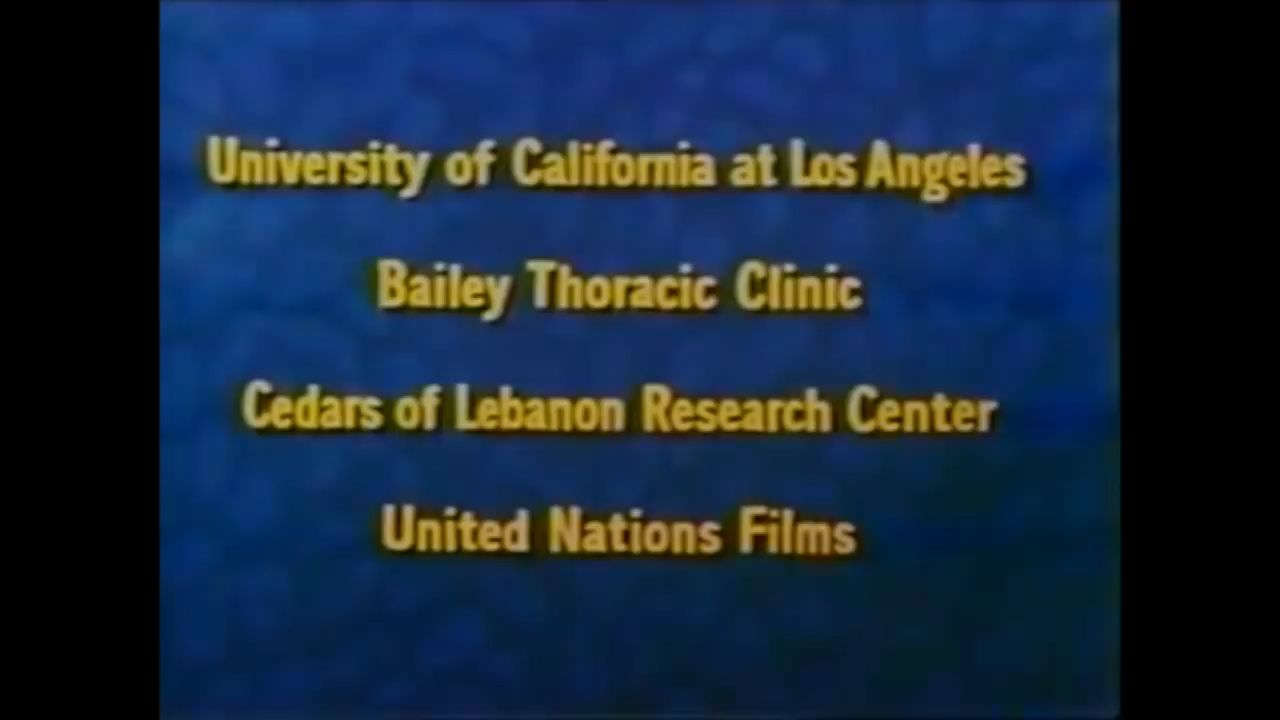 University of California at Los Angeles
Bailey Thoracic Clinic
Cedars of Lebanon Research Center
United Nations Films